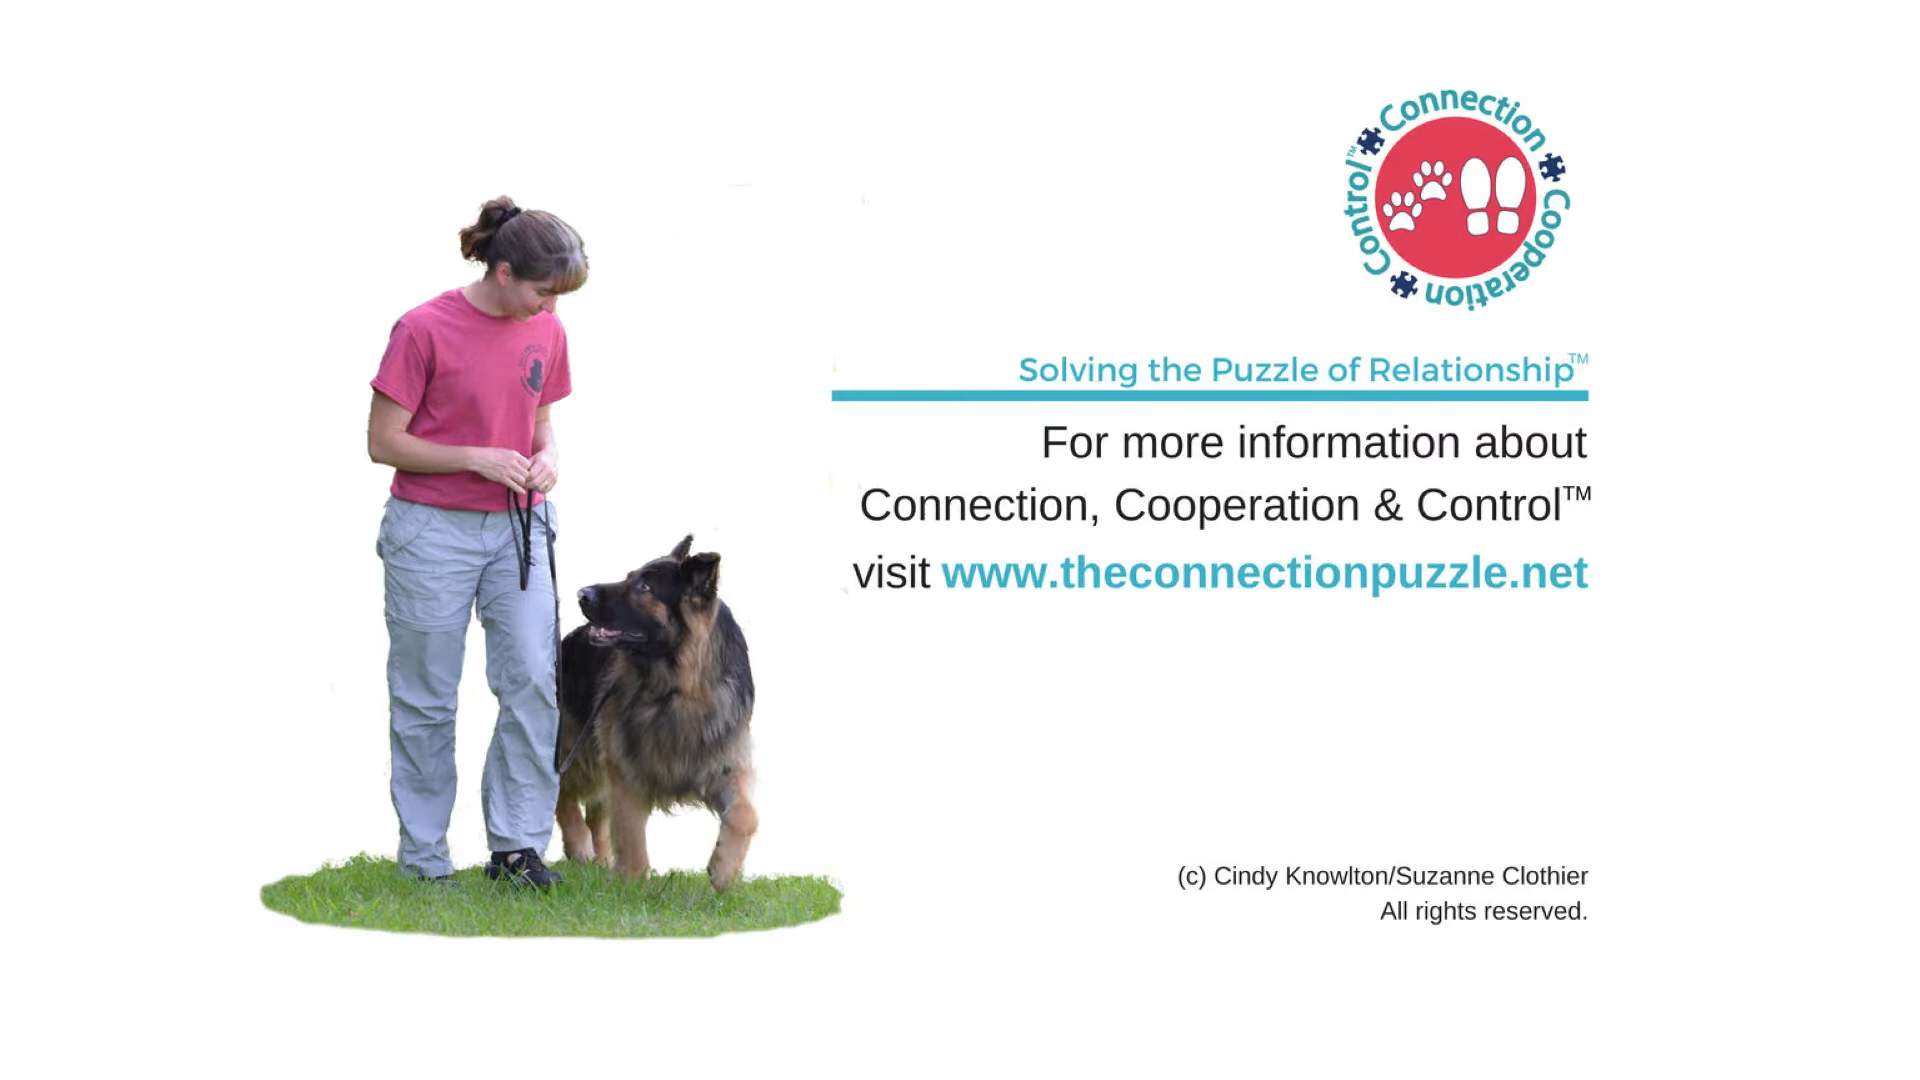 Connection Cooperation Control™
Solving the Puzzle of Relationship™
For more information about
Connection, Cooperation & Control™
visit www.theconnectionpuzzle.net
(c) Cindy Knowlton/Suzanne Clothier
All rights reserved.